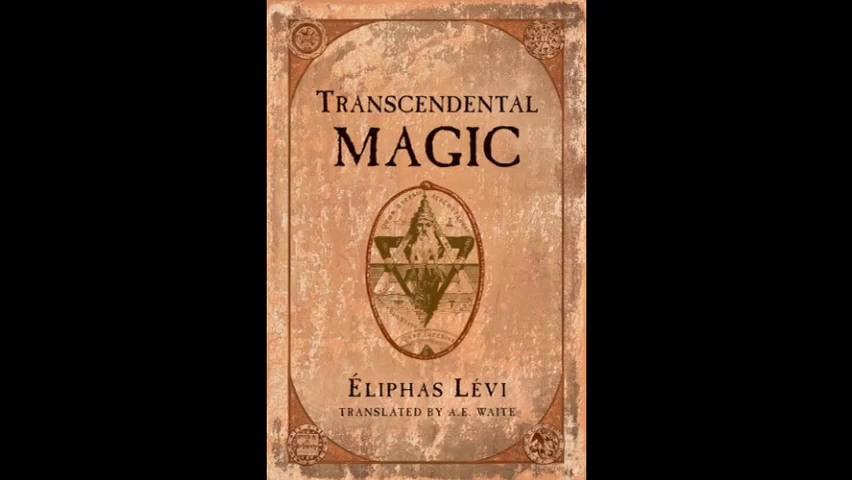 TRANSCENDENTAL
MAGIC
ÉLIPHAS LÉVI
TRANSLATED BY A.E. WAITE